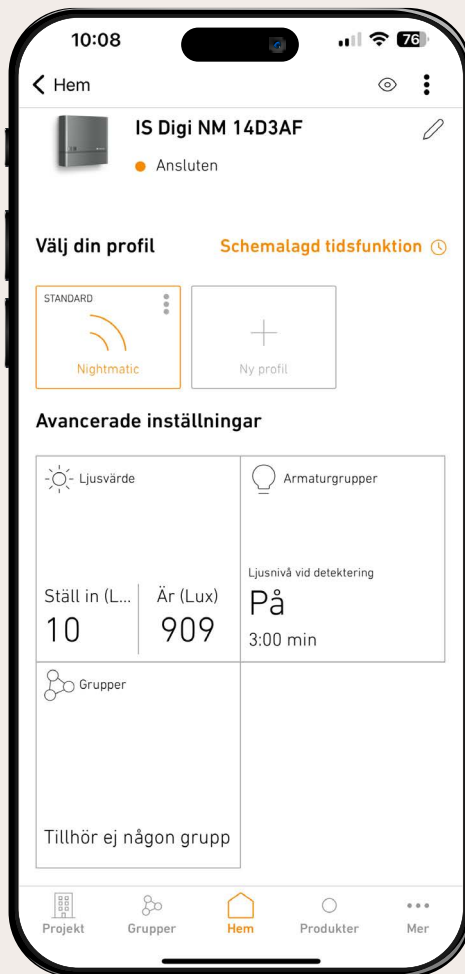 10:08
76
Hem
IS Digi NM 14D3AF
Ansluten
Välj din profil
Schemalagd tidsfunktion
STANDARD
Nightmatic
Ny profil
Avancerade inställningar
Ljusvärde
Armaturgrupper
Ställ in (L...
Är (Lux)
10
909
Ljusnivå vid detektering
På
3:00 min
Grupper
Tillhör ej någon grupp
Projekt
Grupper
Hem
Produkter
Mer